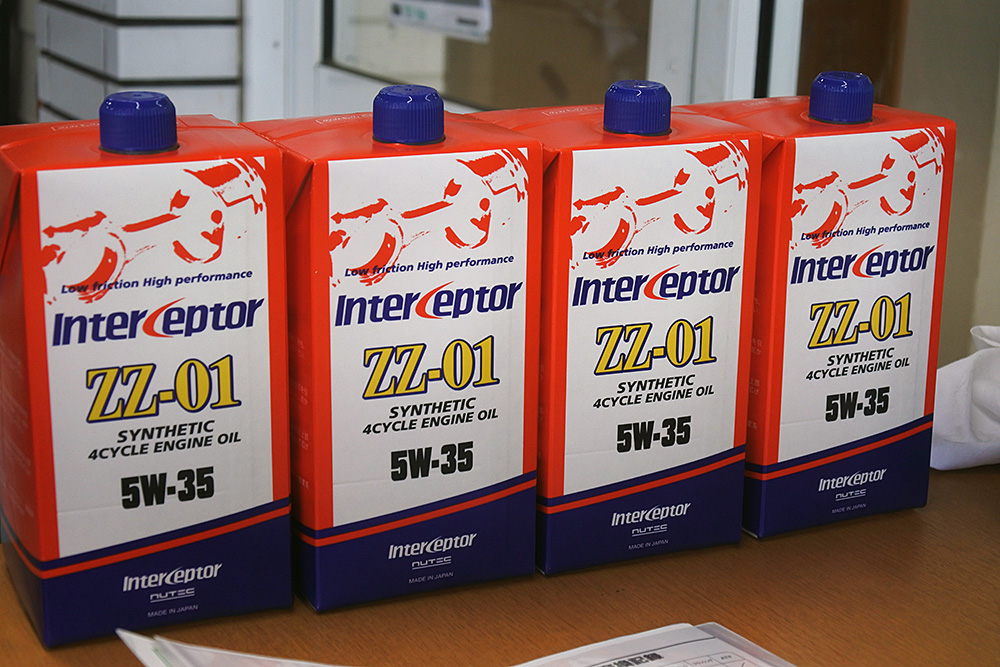 Low friction High performance
Interceptor
ZZ-01
SYNTHETIC
4CYCLE ENGINE OIL
5W-35
Interceptor
NUTEC
MADE IN JAPAN
Low friction High performance
Interceptor
ZZ-01
SYNTHETIC
4CYCLE ENGINE OIL
5W-35
Interceptor
NUTEC
MADE IN JAPAN
Low friction High performance
Interceptor
ZZ-01
SYNTHETIC
4CYCLE ENGINE OIL
5W-35
Interceptor
NUTEC
MADE IN JAPAN
Low friction High performance
Interceptor
ZZ-01
SYNTHETIC
4CYCLE ENGINE OIL
5W-35
Interceptor
NUTEC
MADE IN JAPAN